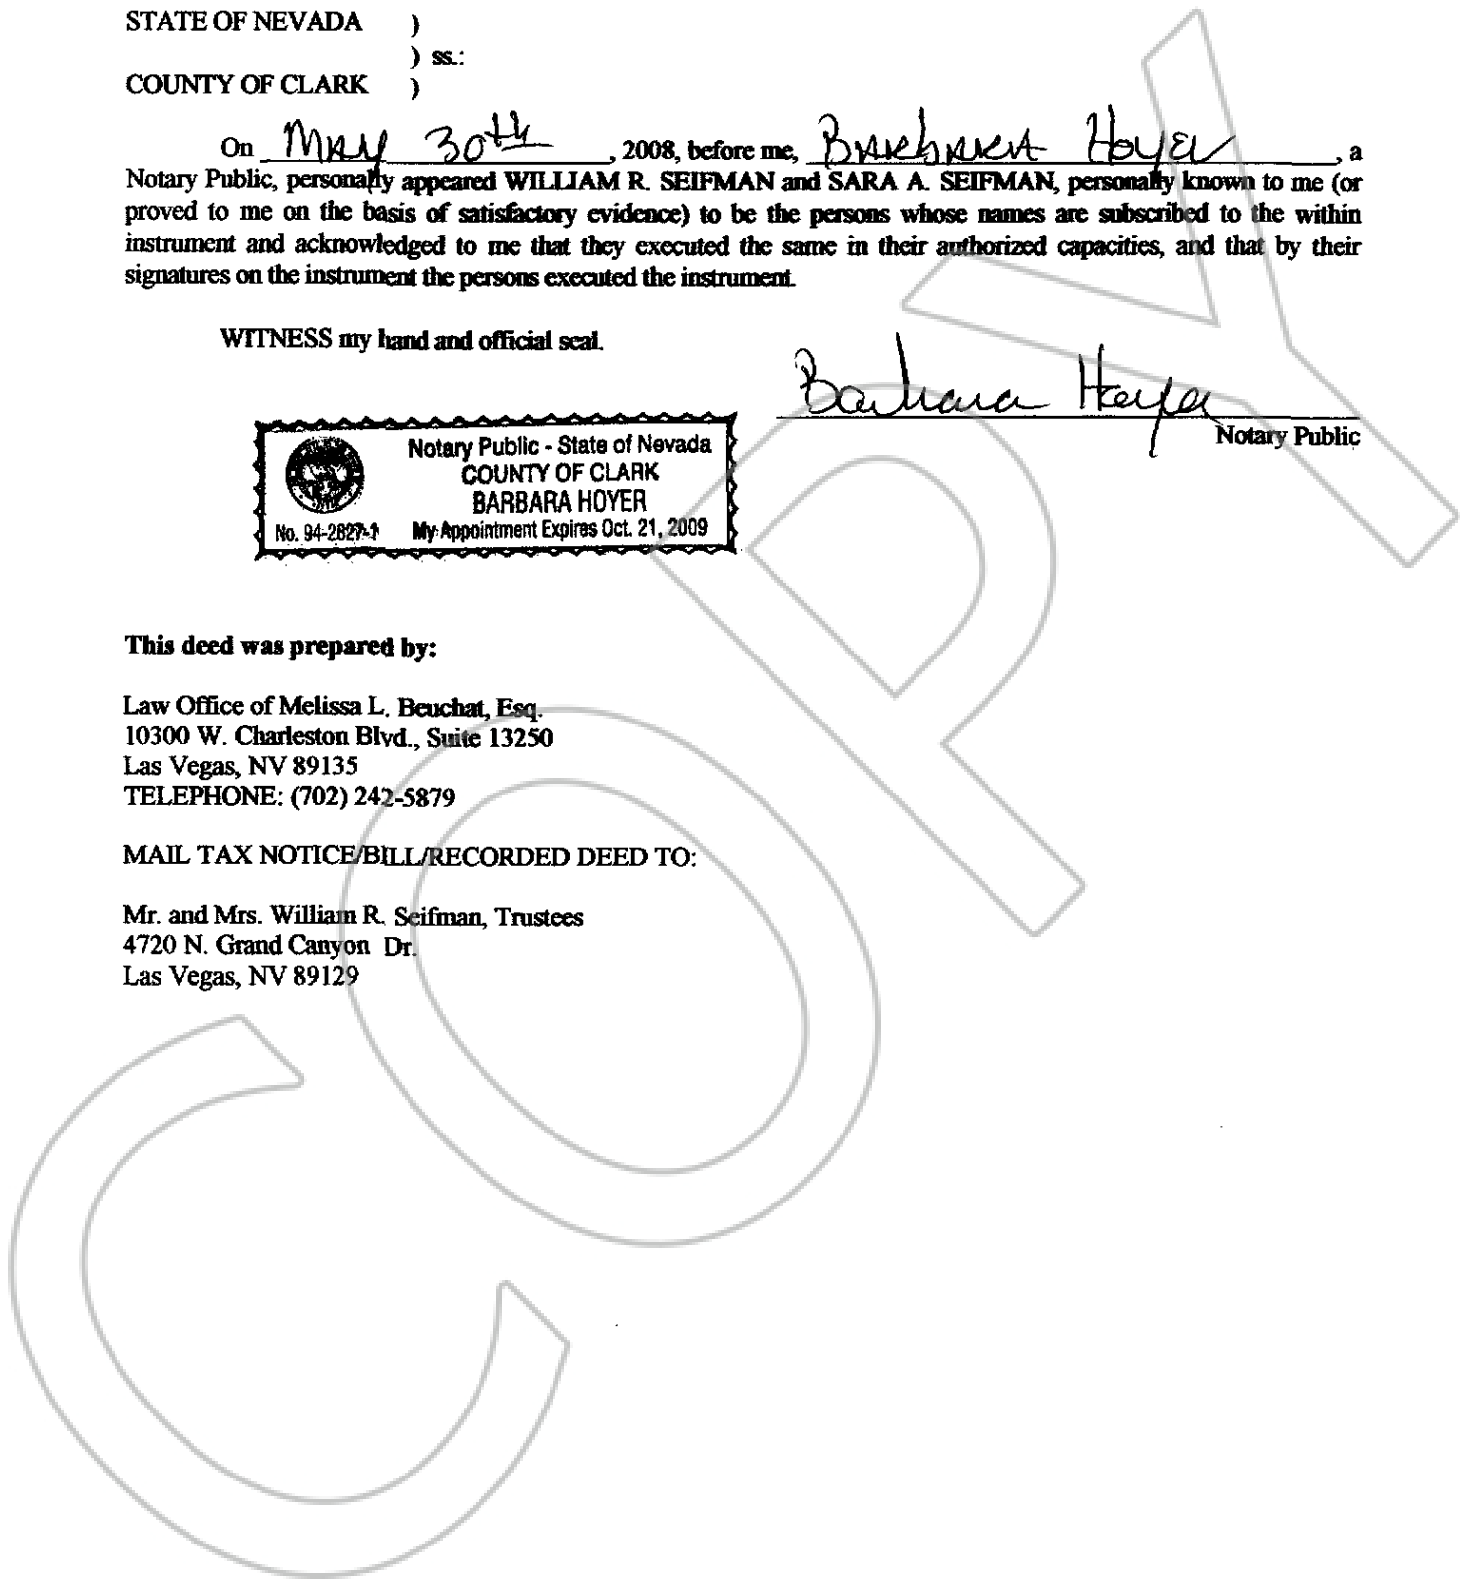 STATE OF NEVADA )
) ss.:
COUNTY OF CLARK )
On May 30th, 2008, before me, Barbara Hoyer, a
Notary Public, personally appeared WILLIAM R. SEIFMAN and SARA A. SEIFMAN, personally known to me (or
proved to me on the basis of satisfactory evidence) to be the persons whose names are subscribed to the within
instrument and acknowledged to me that they executed the same in their authorized capacities, and that by their
signatures on the instrument the persons executed the instrument.
WITNESS my hand and official seal.
Barbara Hoyer
Notary Public
Notary Public - State of Nevada
COUNTY OF CLARK
BARBARA HOYER
No. 94-2827-1 My Appointment Expires Oct. 21, 2009
This deed was prepared by:
Law Office of Melissa L. Beuchat, Esq.
10300 W. Charleston Blvd., Suite 13250
Las Vegas, NV 89135
TELEPHONE: (702) 242-5879
MAIL TAX NOTICE/BILL/RECORDED DEED TO:
Mr. and Mrs. William R. Seifman, Trustees
4720 N. Grand Canyon Dr.
Las Vegas, NV 89129
COPY